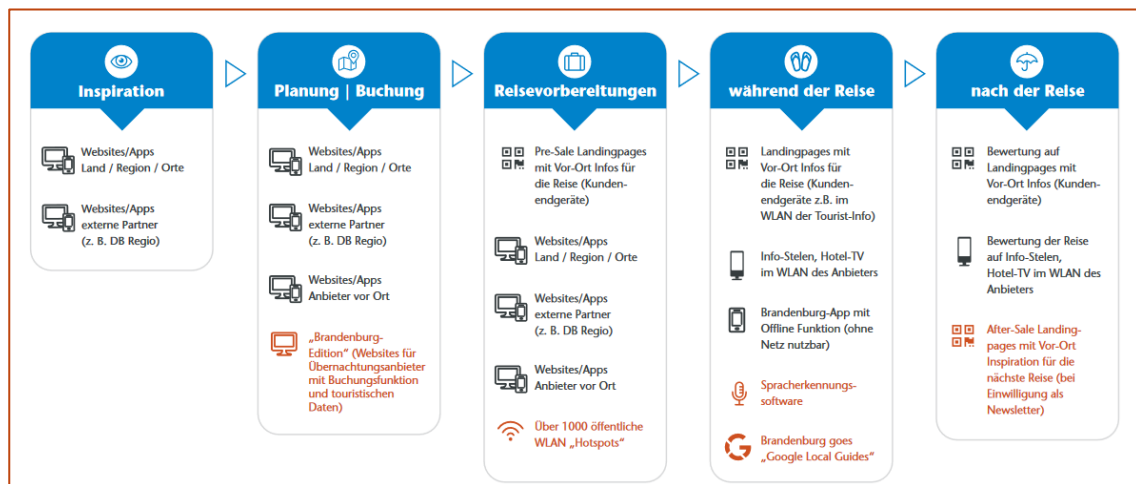 Inspiration
Websites/Apps
Land / Region / Orte
Websites/Apps
externe Partner
(z. B. DB Regio)
Planung | Buchung
Websites/Apps
Land / Region / Orte
Websites/Apps
externe Partner
(z. B. DB Regio)
Websites/Apps
Anbieter vor Ort
„Brandenburg-
Edition“ (Websites für
Übernachtungsanbieter
mit Buchungsfunktion
und touristischen
Daten)
Reisevorbereitungen
Pre-Sale Landingpages
mit Vor-Ort Infos für
die Reise (Kunden-
endgeräte)
Websites/Apps
Land / Region / Orte
Websites/Apps
externe Partner
(z. B. DB Regio)
Websites/Apps
Anbieter vor Ort
Über 1000 öffentliche
WLAN „Hotspots“
während der Reise
Landingpages mit
Vor-Ort Infos für
die Reise (Kunden-
endgeräte z.B. im
WLAN der Tourist-Info)
Info-Stelen, Hotel-TV
im WLAN des Anbieters
Brandenburg-App mit
Offline Funktion (ohne
Netz nutzbar)
Spracherkennungs-
software
Brandenburg goes
„Google Local Guides“
nach der Reise
Bewertung auf
Landingpages mit
Vor-Ort Infos (Kunden-
endgeräte)
Bewertung der Reise
auf Info-Stelen,
Hotel-TV im WLAN des
Anbieters
After-Sale Landing-
pages mit Vor-Ort
Inspiration für die
nächste Reise (bei
Einwilligung als
Newsletter)